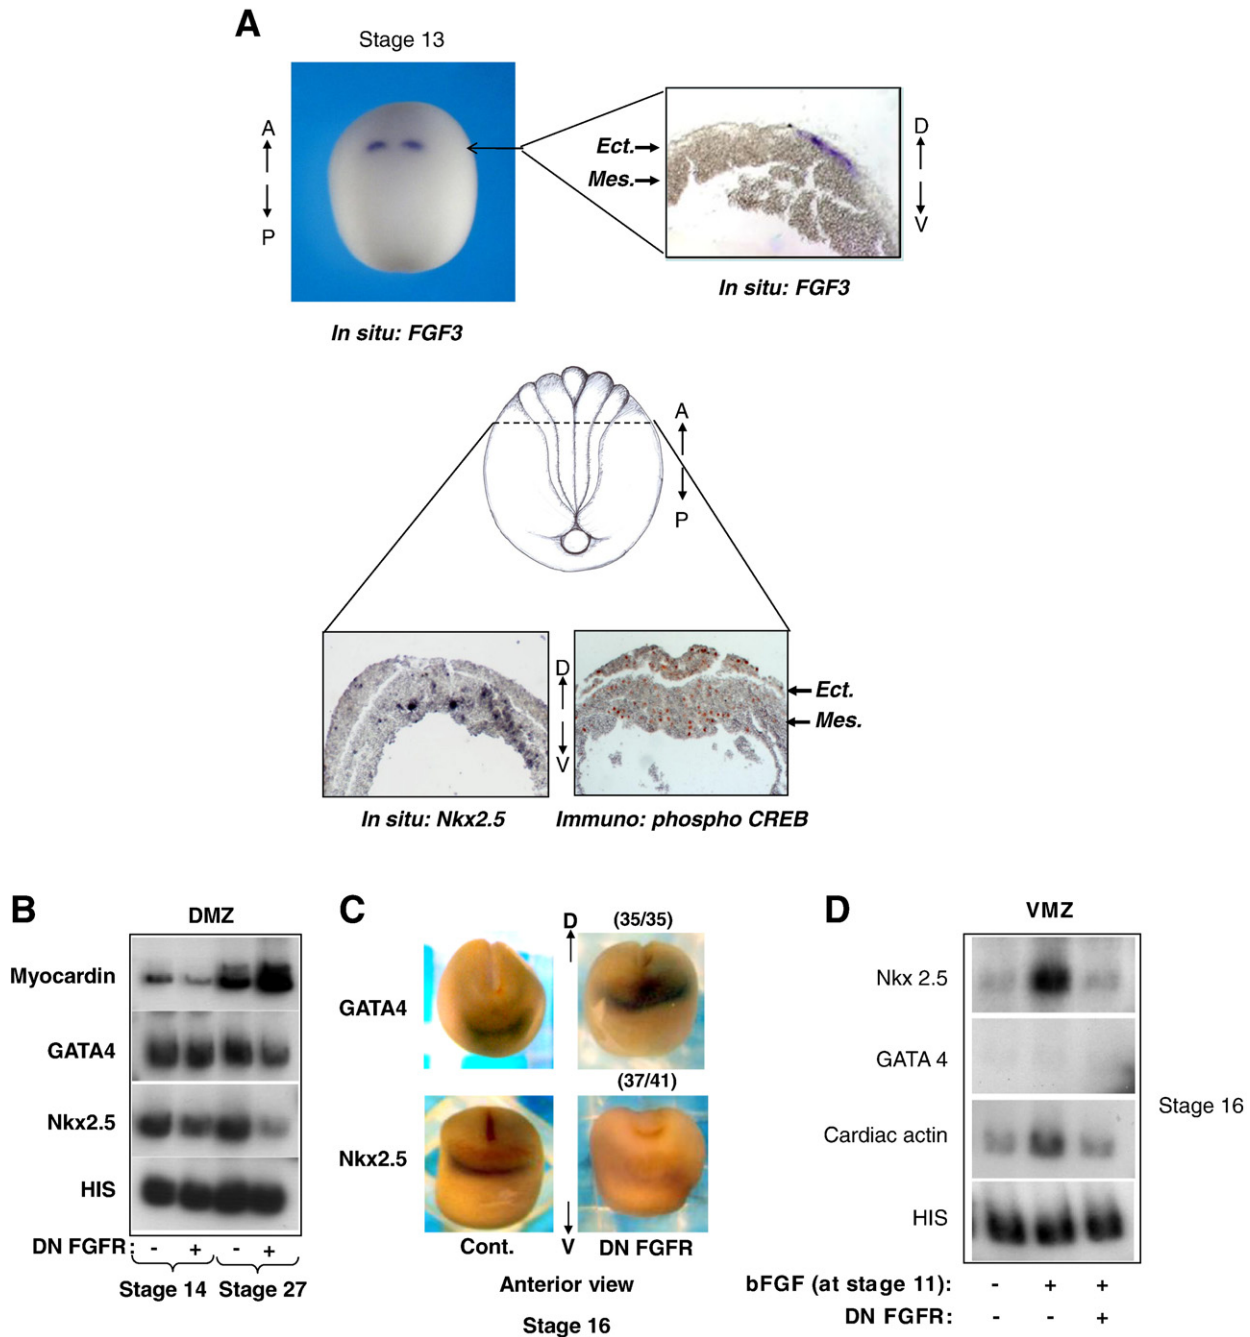 A
Stage 13
A
P
Ect.
Mes.
D
V
In situ: FGF3
In situ: FGF3
A
P
D
V
Ect.
Mes.
In situ: Nkx2.5
Immuno: phospho CREB
B
DMZ
Myocardin
GATA4
Nkx2.5
HIS
DN FGFR: - + - +
Stage 14 Stage 27
C
D (35/35)
GATA4
(37/41)
Nkx2.5
Cont. V DN FGFR
Anterior view
Stage 16
D
VMZ
Nkx 2.5
GATA 4
Cardiac actin
HIS
Stage 16
bFGF (at stage 11): - + +
DN FGFR: - - +